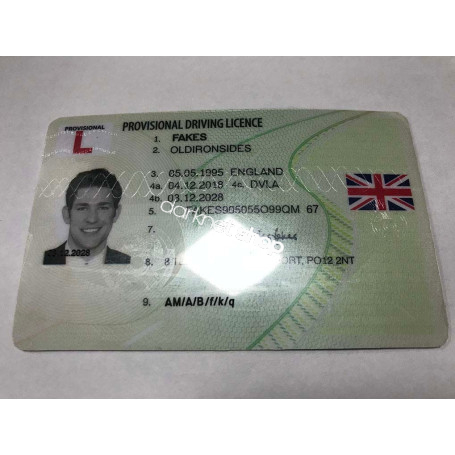 PROVISIONAL
L
PROVISIONAL DRIVING LICENCE
1. FAKES
2. OLDIRONSIDES
3. 05.05.1995 ENGLAND
4a. 04.12.2018 4c. DVLA
4b. 03.12.2028
5. 67
7.
8. PO12 2NT
9. AM/A/B/f/k/q